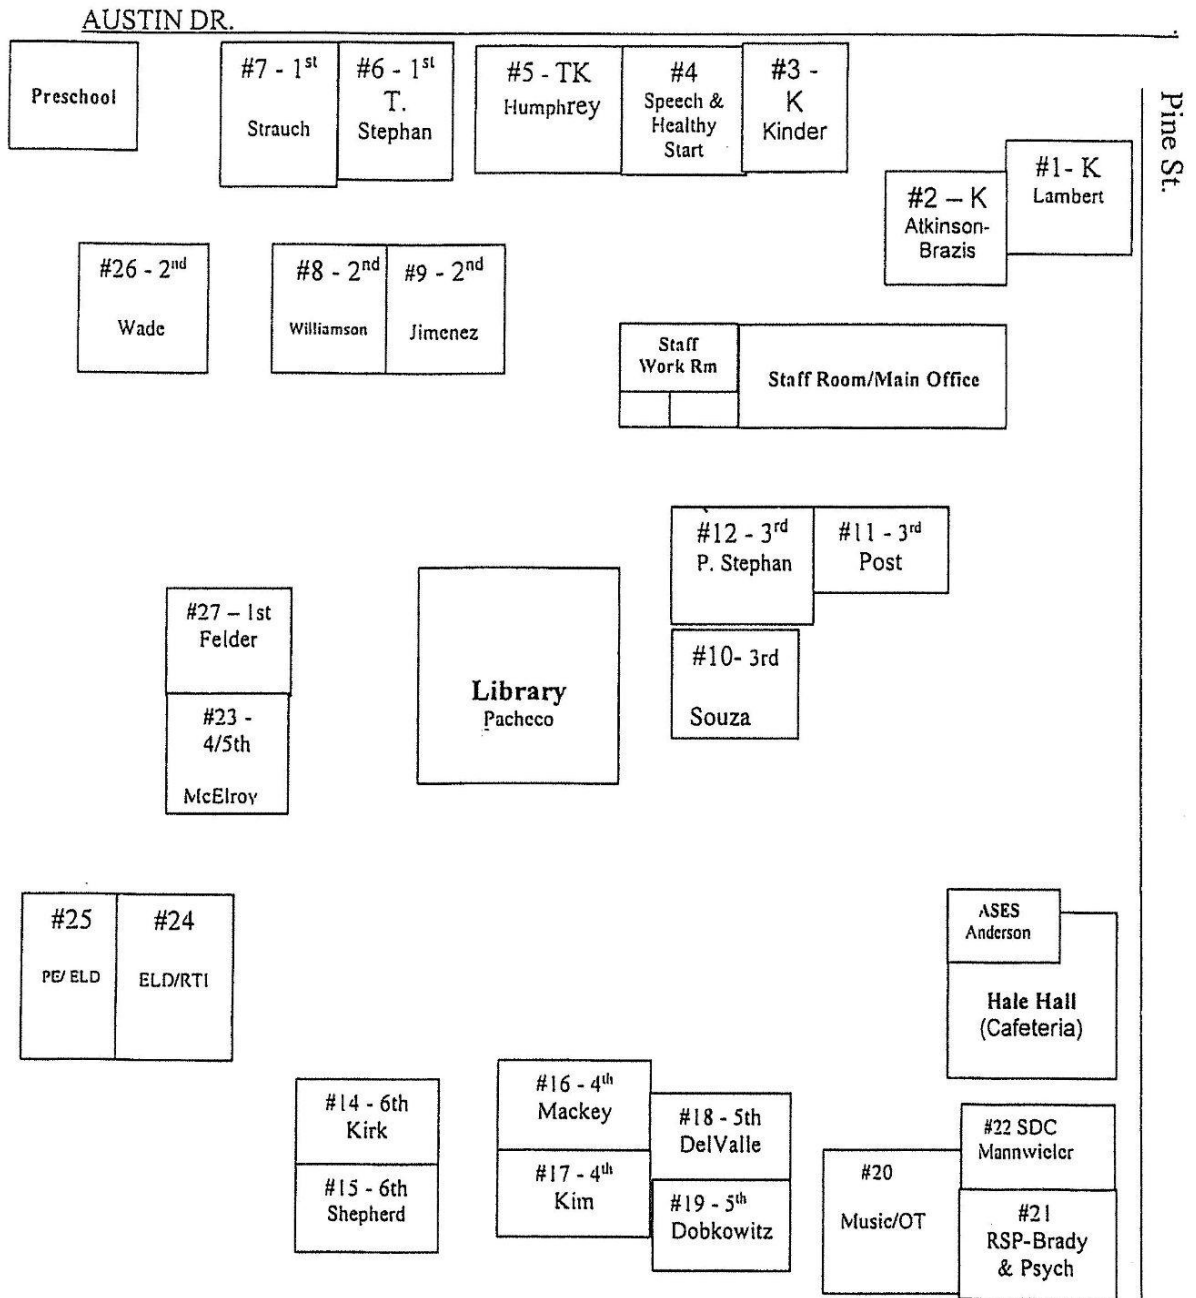 AUSTIN DR.
Pine St.
Preschool
#7 - 1st
Strauch
#6 - 1st
T.
Stephan
#5 - TK
Humphrey
#4
Speech &
Healthy
Start
#3 -
K
Kinder
#2 – K
Atkinson-
Brazis
#1- K
Lambert
#26 - 2nd
Wade
#8 - 2nd
Williamson
#9 - 2nd
Jimenez
Staff
Work Rm
Staff Room/Main Office
#12 - 3rd
P. Stephan
#11 - 3rd
Post
#27 – 1st
Felder
#23 -
4/5th
McElroy
Library
Pacheco
#10- 3rd
Souza
#25
PE/ ELD
#24
ELD/RTI
ASES
Anderson
Hale Hall
(Cafeteria)
#14 - 6th
Kirk
#15 - 6th
Shepherd
#16 - 4th
Mackey
#17 - 4th
Kim
#18 - 5th
DelValle
#19 - 5th
Dobkowitz
#20
Music/OT
#22 SDC
Mannwieler
#21
RSP-Brady
& Psych